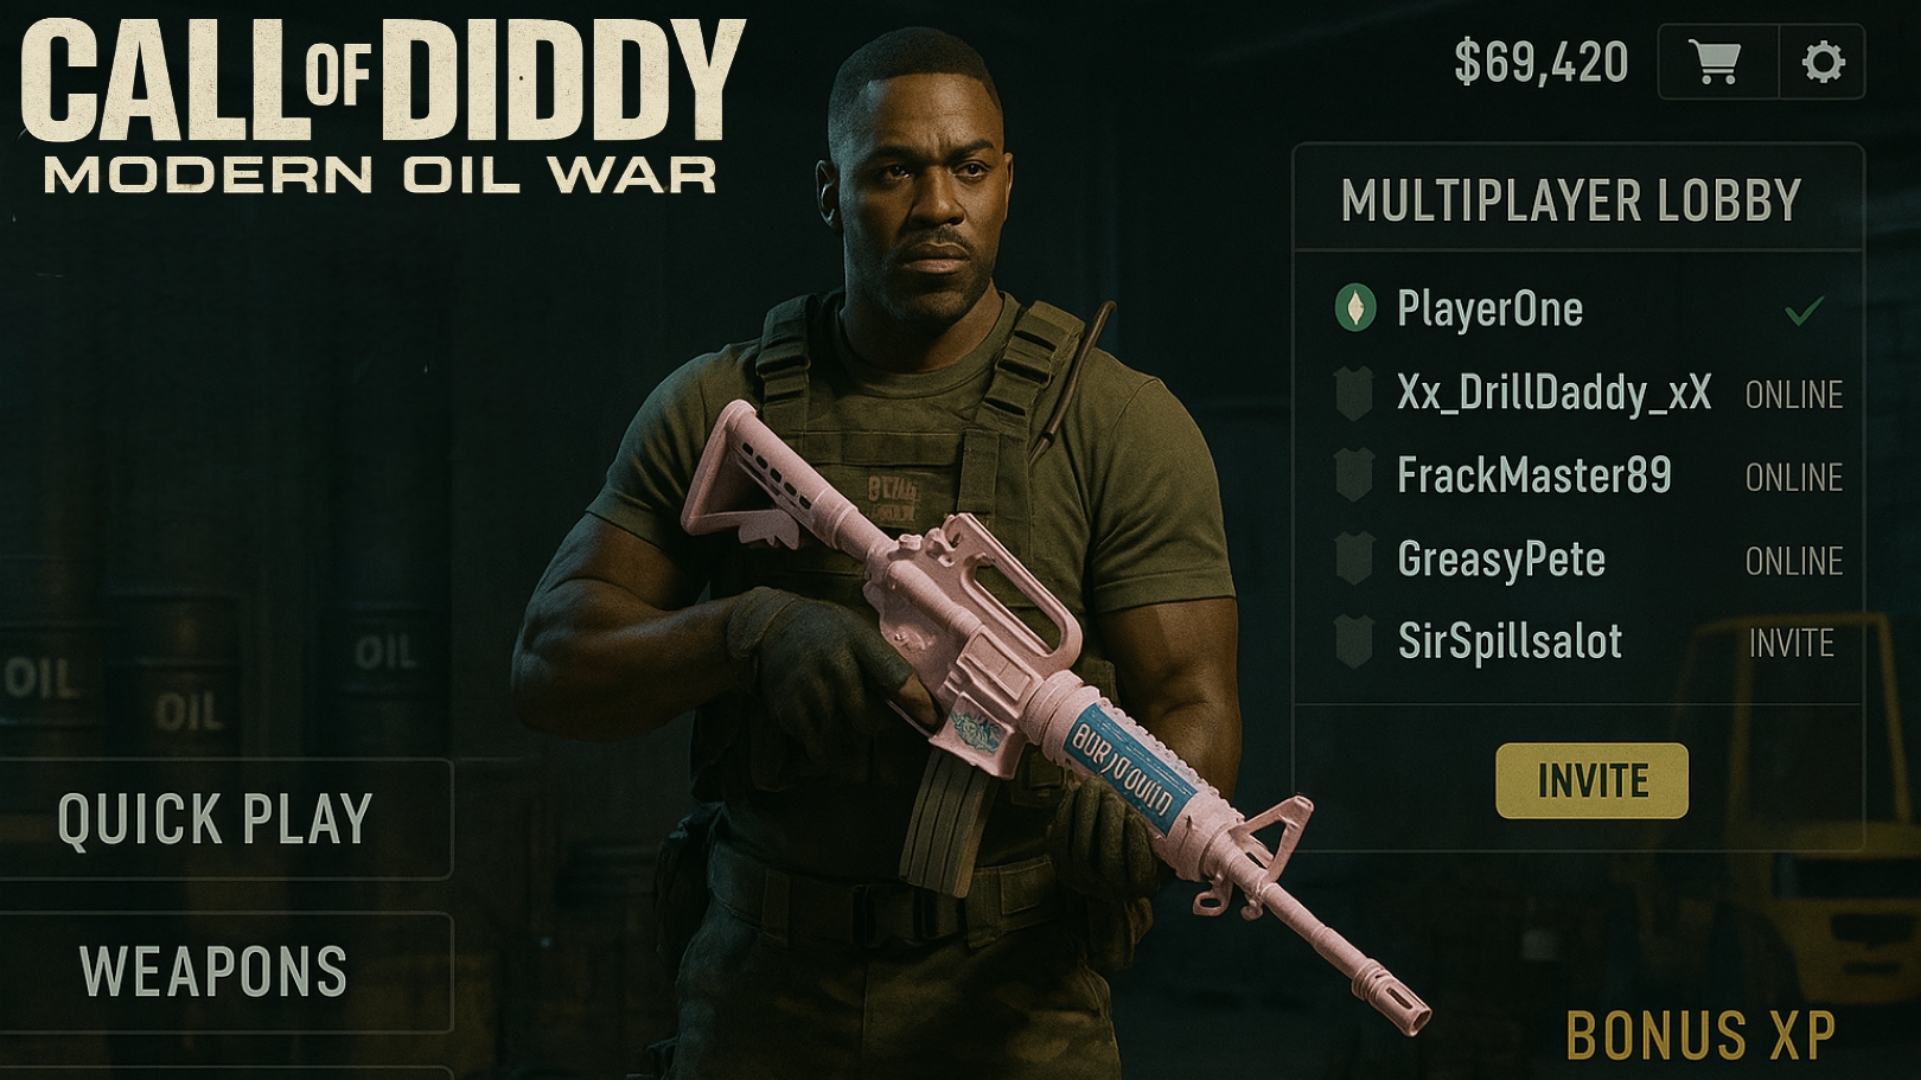 CALL OF DIDDY
MODERN OIL WAR
$69,420
MULTIPLAYER LOBBY
PlayerOne
Xx_DrillDaddy_xX ONLINE
FrackMaster89 ONLINE
GreasyPete ONLINE
SirSpillsalot INVITE
INVITE
OIL
OIL
OIL
QUICK PLAY
WEAPONS
BONUS XP